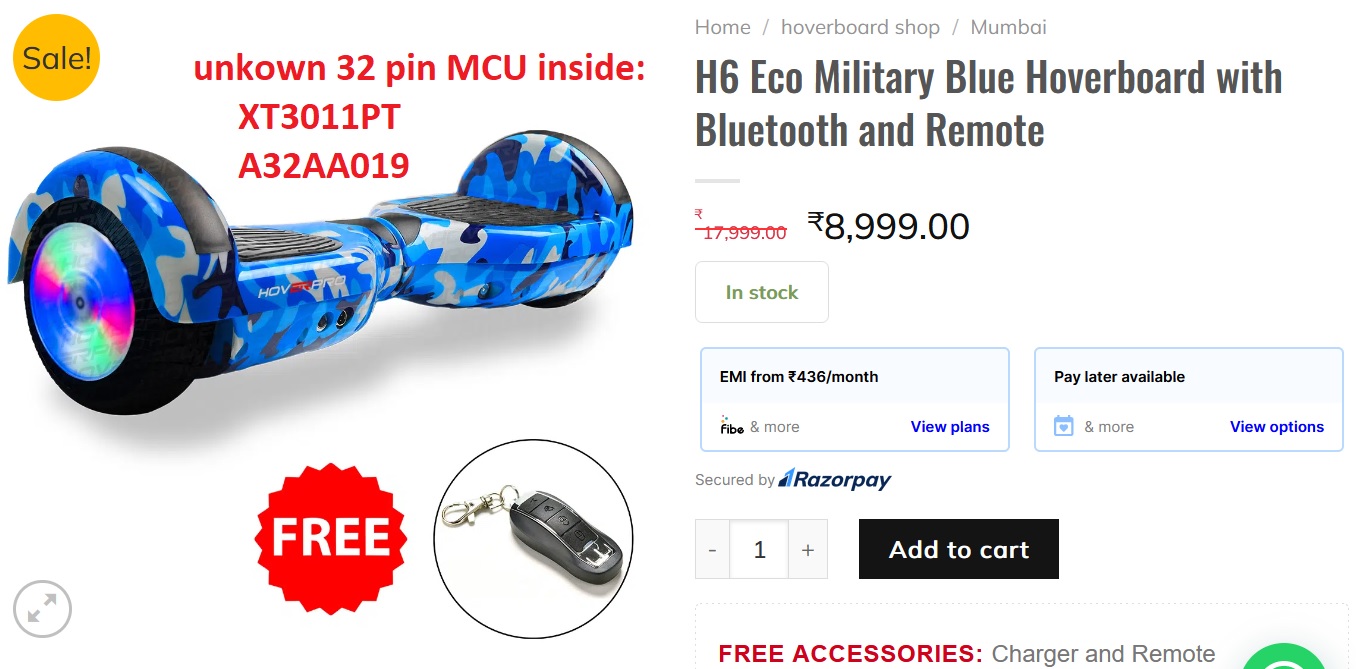 Sale!
unkown 32 pin MCU inside:
XT3011PT
A32AA019
HOVERPRO
FREE
Home / hoverboard shop / Mumbai
H6 Eco Military Blue Hoverboard with
Bluetooth and Remote
₹
17,999.00
₹8,999.00
In stock
EMI from ₹436/month
fibe & more
View plans
Pay later available
& more
View options
Secured by Razorpay
- 1 +
Add to cart
FREE ACCESSORIES: Charger and Remote